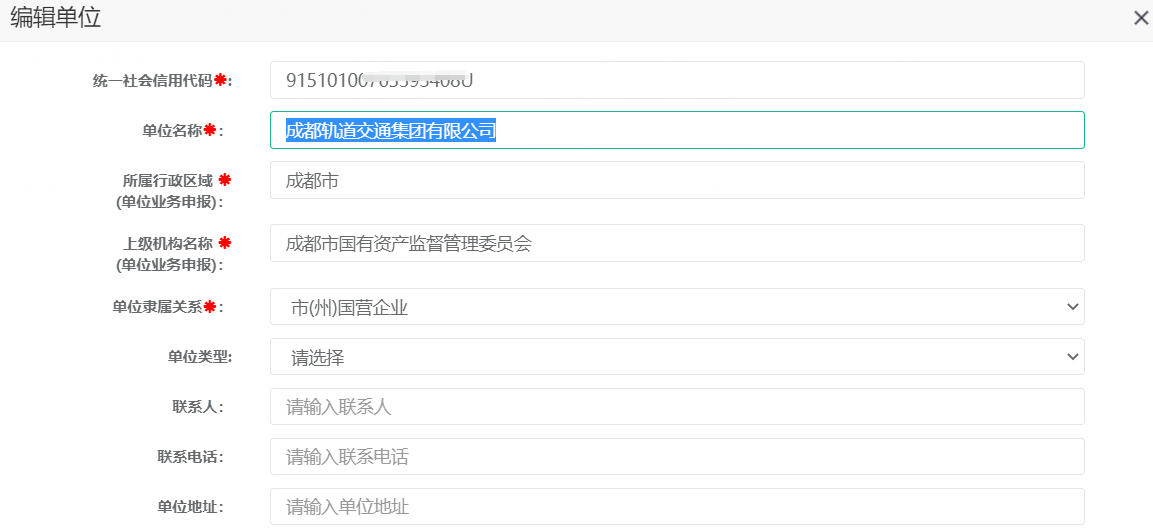 编辑单位
统一社会信用代码✱:
单位名称✱:
成都轨道交通集团有限公司
所属行政区域 ✱
(单位业务申报):
成都市
上级机构名称 ✱
(单位业务申报):
成都市国有资产监督管理委员会
单位隶属关系✱:
市(州)国营企业
单位类型:
请选择
联系人:
请输入联系人
联系电话:
请输入联系电话
单位地址:
请输入单位地址